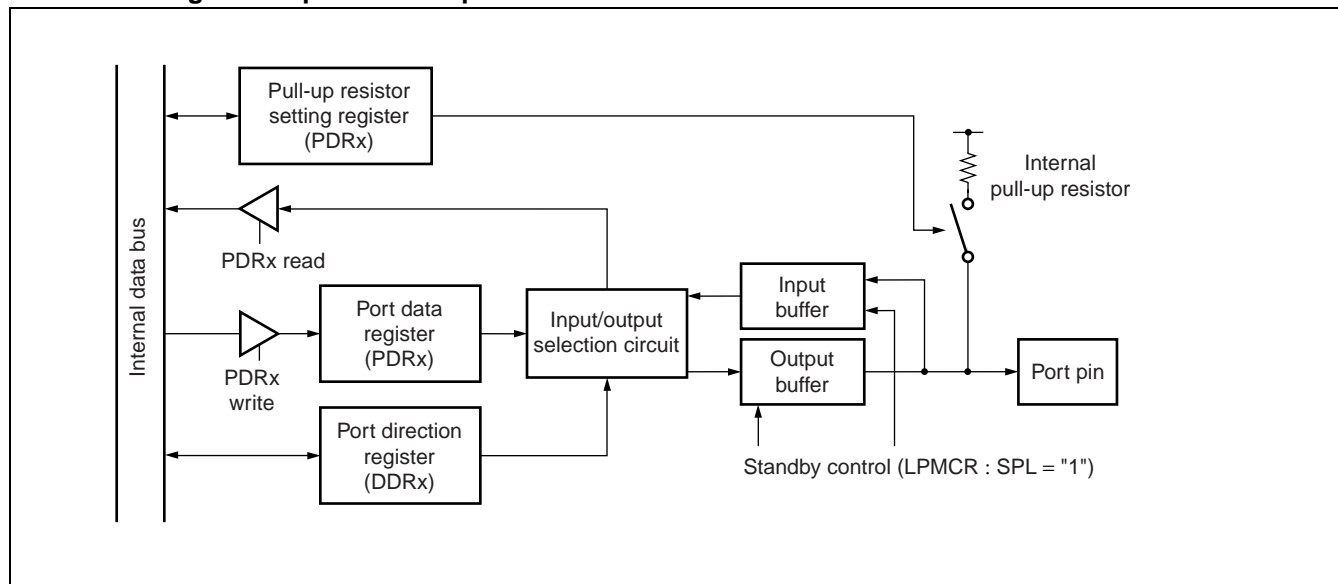 Pull-up resistor
setting register
(PDRx)
Internal
pull-up resistor
Internal data bus
PDRx read
Port data
register
(PDRx)
PDRx
write
Input/output
selection circuit
Input
buffer
Output
buffer
Port pin
Port direction
register
(DDRx)
Standby control (LPMCR : SPL = "1")